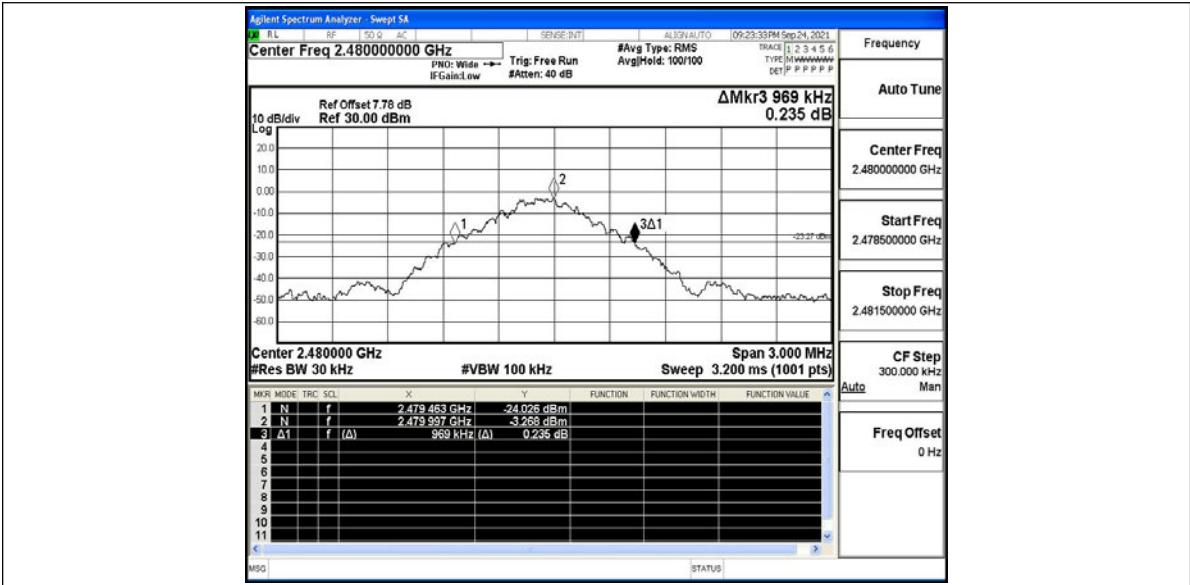 Agilent Spectrum Analyzer - Swept SA
RL RF 50 Ω AC SENSE:INT ALIGNAUTO 09:23:33PM Sep 24, 2021
Center Freq 2.480000000 GHz
PNO: Wide
IFGain:Low
Trig: Free Run
#Atten: 40 dB
#Avg Type: RMS
Avg|Hold: 100/100
TRACE 1 2 3 4 5 6
TYPE M
DET P P P P P P
Frequency
Auto Tune
Center Freq
2.480000000 GHz
Start Freq
2.478500000 GHz
Stop Freq
2.481500000 GHz
CF Step
300.000 kHz
Auto Man
Freq Offset
0 Hz
ΔMkr3 969 kHz
0.235 dB
Ref Offset 7.78 dB
10 dB/div Ref 30.00 dBm
Log
20.0
10.0
0.00
-10.0
-20.0
-30.0
-40.0
-50.0
-60.0
1
2
3Δ1
-23.27 dBm
Center 2.480000 GHz Span 3.000 MHz
#Res BW 30 kHz #VBW 100 kHz Sweep 3.200 ms (1001 pts)
MKR MODE TRC SCL X Y FUNCTION FUNCTION WIDTH FUNCTION VALUE
1 N f 2.479 463 GHz -24.026 dBm
2 N f 2.479 997 GHz -3.268 dBm
3 Δ1 f (Δ) 969 kHz (Δ) 0.235 dB
4
5
6
7
8
9
10
11
MSG STATUS